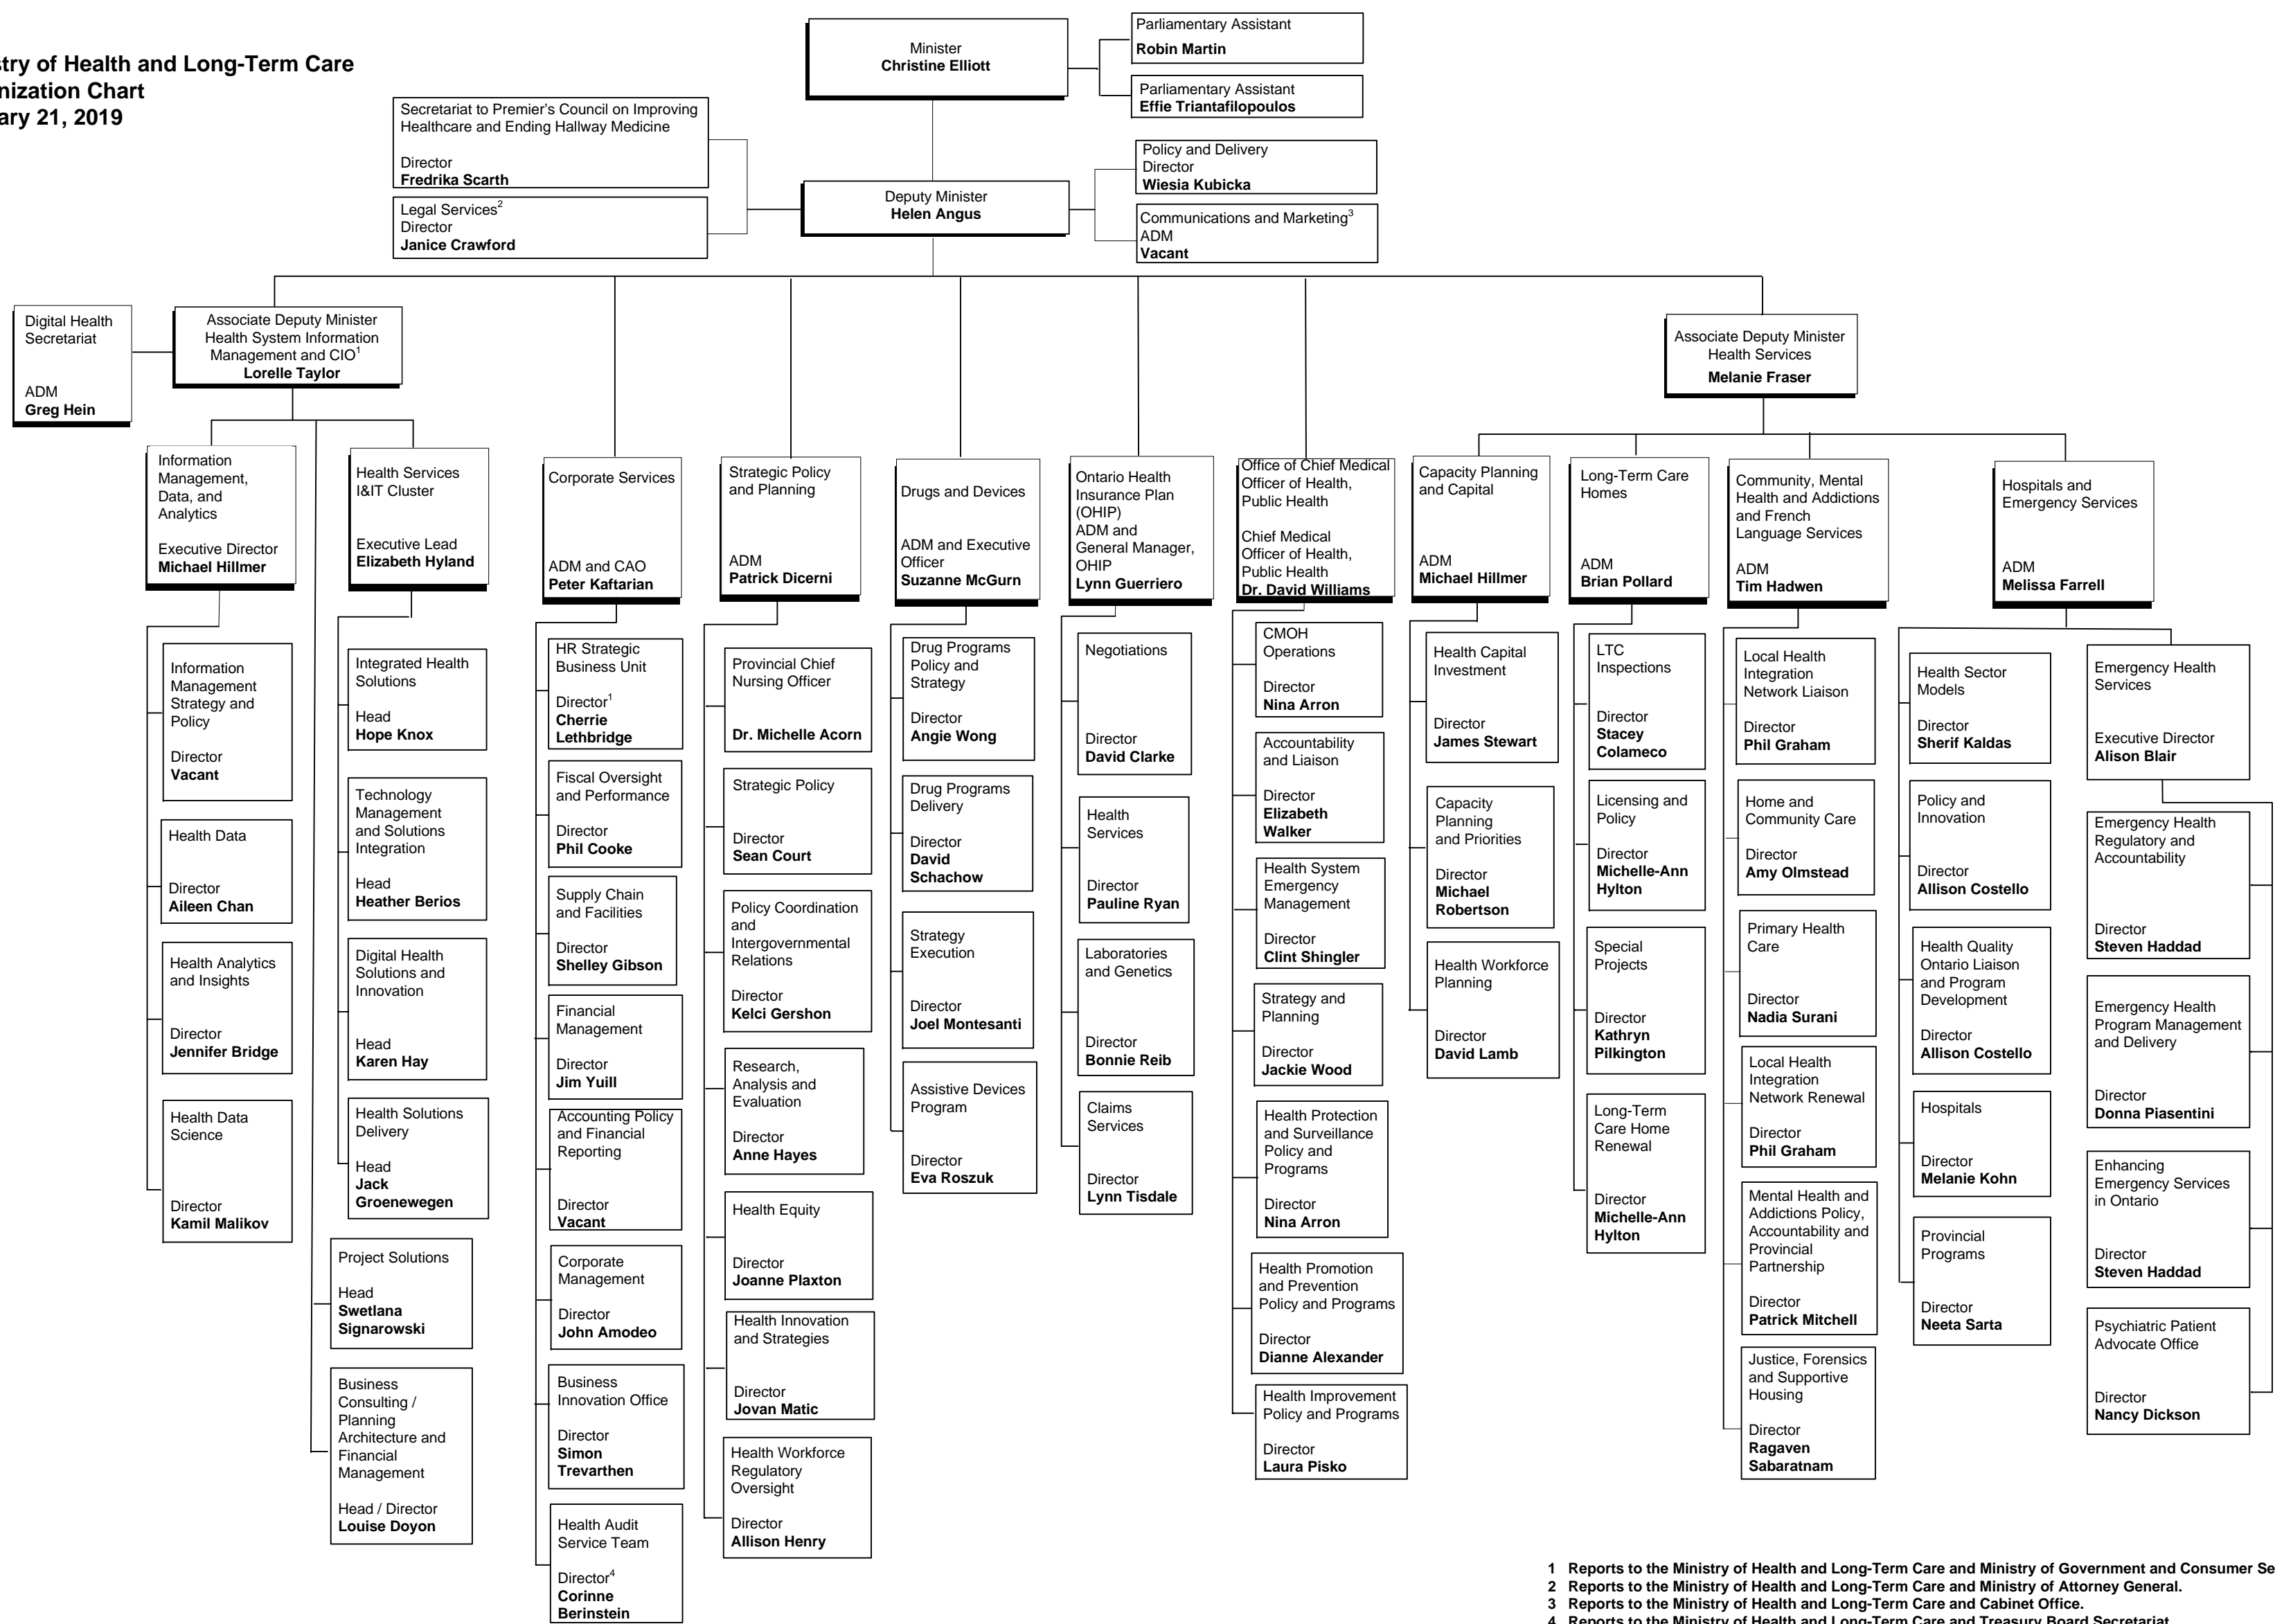 stry of Health and Long-Term Care
nization Chart
ary 21, 2019
Minister
Christine Elliott
Parliamentary Assistant
Robin Martin
Parliamentary Assistant
Effie Triantafilopoulos
Secretariat to Premier's Council on Improving
Healthcare and Ending Hallway Medicine
Director
Fredrika Scarth
Legal Services2
Director
Janice Crawford
Deputy Minister
Helen Angus
Policy and Delivery
Director
Wiesia Kubicka
Communications and Marketing3
ADM
Vacant
Digital Health
Secretariat
ADM
Greg Hein
Associate Deputy Minister
Health System Information
Management and CIO1
Lorelle Taylor
Associate Deputy Minister
Health Services
Melanie Fraser
Information
Management,
Data, and
Analytics
Executive Director
Michael Hillmer
Health Services
I&IT Cluster
Executive Lead
Elizabeth Hyland
Corporate Services
ADM and CAO
Peter Kaftarian
Strategic Policy
and Planning
ADM
Patrick Dicerni
Drugs and Devices
ADM and Executive
Officer
Suzanne McGurn
Ontario Health
Insurance Plan
(OHIP)
ADM and
General Manager,
OHIP
Lynn Guerriero
Office of Chief Medical
Officer of Health,
Public Health
Chief Medical
Officer of Health,
Public Health
Dr. David Williams
Capacity Planning
and Capital
ADM
Michael Hillmer
Long-Term Care
Homes
ADM
Brian Pollard
Community, Mental
Health and Addictions
and French
Language Services
ADM
Tim Hadwen
Hospitals and
Emergency Services
ADM
Melissa Farrell
Information
Management
Strategy and
Policy
Director
Vacant
Health Data
Director
Aileen Chan
Health Analytics
and Insights
Director
Jennifer Bridge
Health Data
Science
Director
Kamil Malikov
Integrated Health
Solutions
Head
Hope Knox
Technology
Management
and Solutions
Integration
Head
Heather Berios
Digital Health
Solutions and
Innovation
Head
Karen Hay
Health Solutions
Delivery
Head
Jack
Groenewegen
Project Solutions
Head
Swetlana
Signarowski
Business
Consulting /
Planning
Architecture and
Financial
Management
Head / Director
Louise Doyon
HR Strategic
Business Unit
Director1
Cherrie
Lethbridge
Fiscal Oversight
and Performance
Director
Phil Cooke
Supply Chain
and Facilities
Director
Shelley Gibson
Financial
Management
Director
Jim Yuill
Accounting Policy
and Financial
Reporting
Director
Vacant
Corporate
Management
Director
John Amodeo
Business
Innovation Office
Director
Simon
Trevarthen
Health Audit
Service Team
Director4
Corinne
Berinstein
Provincial Chief
Nursing Officer
Dr. Michelle Acorn
Strategic Policy
Director
Sean Court
Policy Coordination
and
Intergovernmental
Relations
Director
Kelci Gershon
Research,
Analysis and
Evaluation
Director
Anne Hayes
Health Equity
Director
Joanne Plaxton
Health Innovation
and Strategies
Director
Jovan Matic
Health Workforce
Regulatory
Oversight
Director
Allison Henry
Drug Programs
Policy and
Strategy
Director
Angie Wong
Drug Programs
Delivery
Director
David
Schachow
Strategy
Execution
Director
Joel Montesanti
Assistive Devices
Program
Director
Eva Roszuk
Negotiations
Director
David Clarke
Health
Services
Director
Pauline Ryan
Laboratories
and Genetics
Director
Bonnie Reib
Claims
Services
Director
Lynn Tisdale
CMOH
Operations
Director
Nina Arron
Accountability
and Liaison
Director
Elizabeth
Walker
Health System
Emergency
Management
Director
Clint Shingler
Strategy and
Planning
Director
Jackie Wood
Health Protection
and Surveillance
Policy and
Programs
Director
Nina Arron
Health Promotion
and Prevention
Policy and Programs
Director
Dianne Alexander
Health Improvement
Policy and Programs
Director
Laura Pisko
Health Capital
Investment
Director
James Stewart
Capacity
Planning
and Priorities
Director
Michael
Robertson
Health Workforce
Planning
Director
David Lamb
LTC
Inspections
Director
Stacey
Colameco
Licensing and
Policy
Director
Michelle-Ann
Hylton
Special
Projects
Director
Kathryn
Pilkington
Long-Term
Care Home
Renewal
Director
Michelle-Ann
Hylton
Local Health
Integration
Network Liaison
Director
Phil Graham
Home and
Community Care
Director
Amy Olmstead
Primary Health
Care
Director
Nadia Surani
Local Health
Integration
Network Renewal
Director
Phil Graham
Mental Health and
Addictions Policy,
Accountability and
Provincial
Partnership
Director
Patrick Mitchell
Justice, Forensics
and Supportive
Housing
Director
Ragaven
Sabaratnam
Health Sector
Models
Director
Sherif Kaldas
Policy and
Innovation
Director
Allison Costello
Health Quality
Ontario Liaison
and Program
Development
Director
Allison Costello
Hospitals
Director
Melanie Kohn
Provincial
Programs
Director
Neeta Sarta
Emergency Health
Services
Executive Director
Alison Blair
Emergency Health
Regulatory and
Accountability
Director
Steven Haddad
Emergency Health
Program Management
and Delivery
Director
Donna Piasentini
Enhancing
Emergency Services
in Ontario
Director
Steven Haddad
Psychiatric Patient
Advocate Office
Director
Nancy Dickson
1 Reports to the Ministry of Health and Long-Term Care and Ministry of Government and Consumer Se
2 Reports to the Ministry of Health and Long-Term Care and Ministry of Attorney General.
3 Reports to the Ministry of Health and Long-Term Care and Cabinet Office.
4 Reports to the Ministry of Health and Long-Term Care and Treasury Board Secretariat